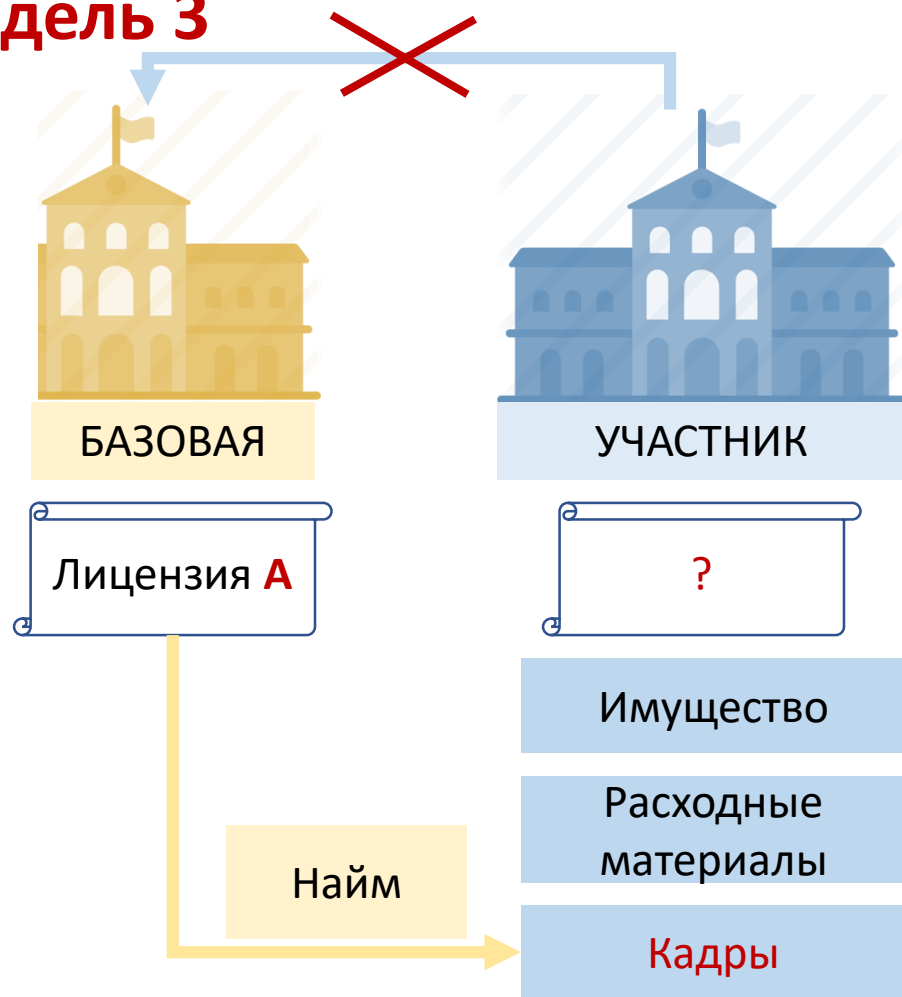 дель 3
БАЗОВАЯ
УЧАСТНИК
Лицензия А
?
Имущество
Расходные
материалы
Найм
Кадры